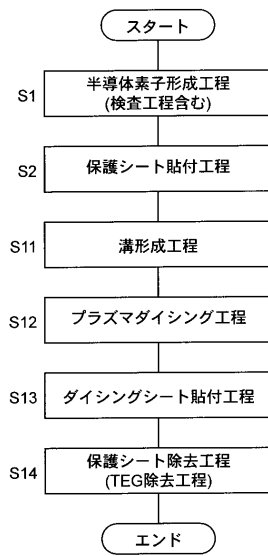 スタート
S1
半導体素子形成工程
(検査工程含む)
S2
保護シート貼付工程
S11
溝形成工程
S12
プラズマダイシング工程
S13
ダイシングシート貼付工程
S14
保護シート除去工程
(TEG除去工程)
エンド